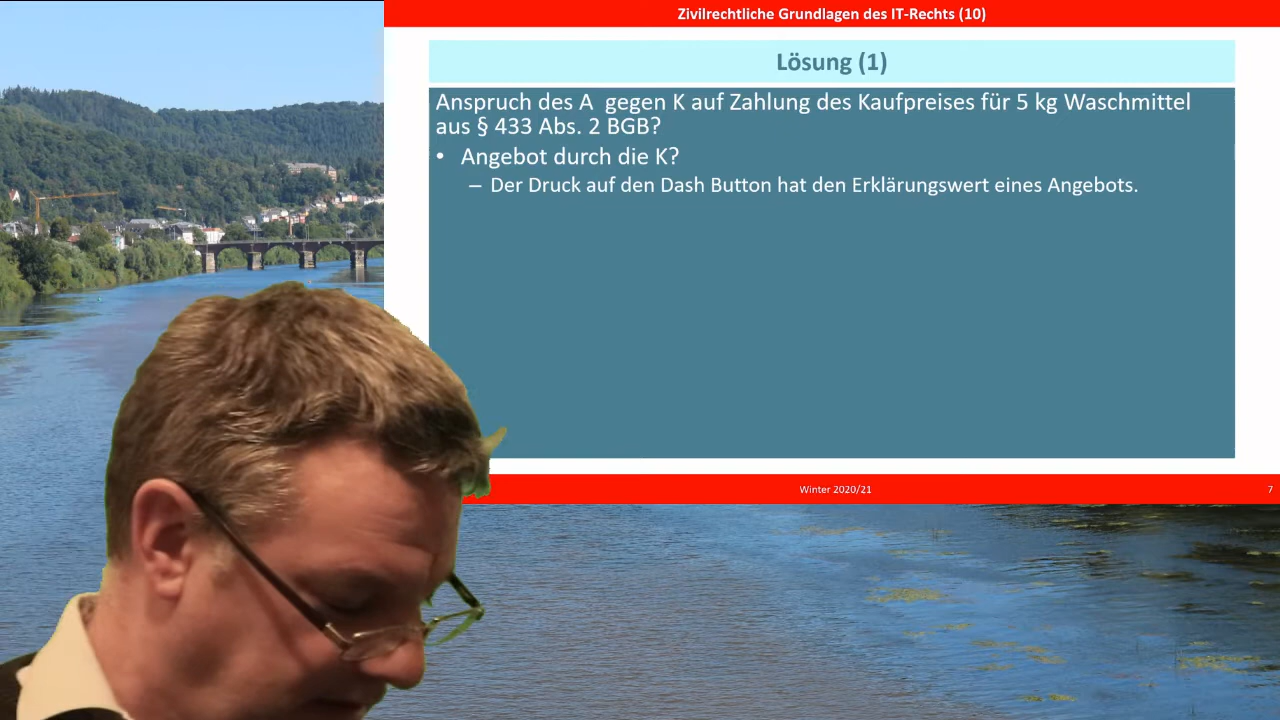 Zivilrechtliche Grundlagen des IT-Rechts (10)
Lösung (1)
Anspruch des A  gegen K auf Zahlung des Kaufpreises für 5 kg Waschmittel
aus § 433 Abs. 2 BGB?
• Angebot durch die K?
– Der Druck auf den Dash Button hat den Erklärungswert eines Angebots.
Winter 2020/21
7